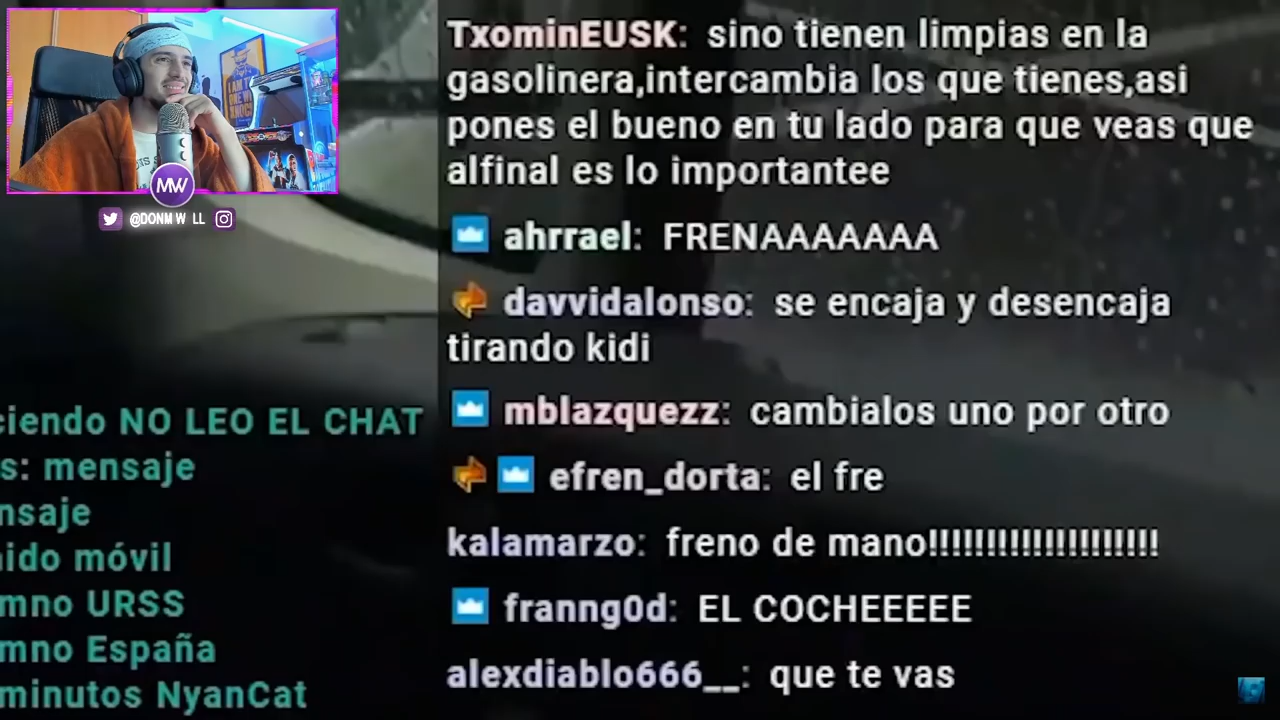 TxominEUSK: sino tienen limpias en la
gasolinera,intercambia los que tienes,asi
pones el bueno en tu lado para que veas que
alfinal es lo importantee
ahrrael: FRENAAAAAAA
davvidalonso: se encaja y desencaja
tirando kidi
mblazquezz: cambialos uno por otro
efren_dorta: el fre
kalamarzo: freno de mano!!!!!!!!!!!!!!!!!!!!
franng0d: EL COCHEEEEE
alexdiablo666__: que te vas
MW
@DONM W LL
ciendo NO LEO EL CHAT
s: mensaje
nsaje
nido móvil
mno URSS
mno España
minutos NyanCat